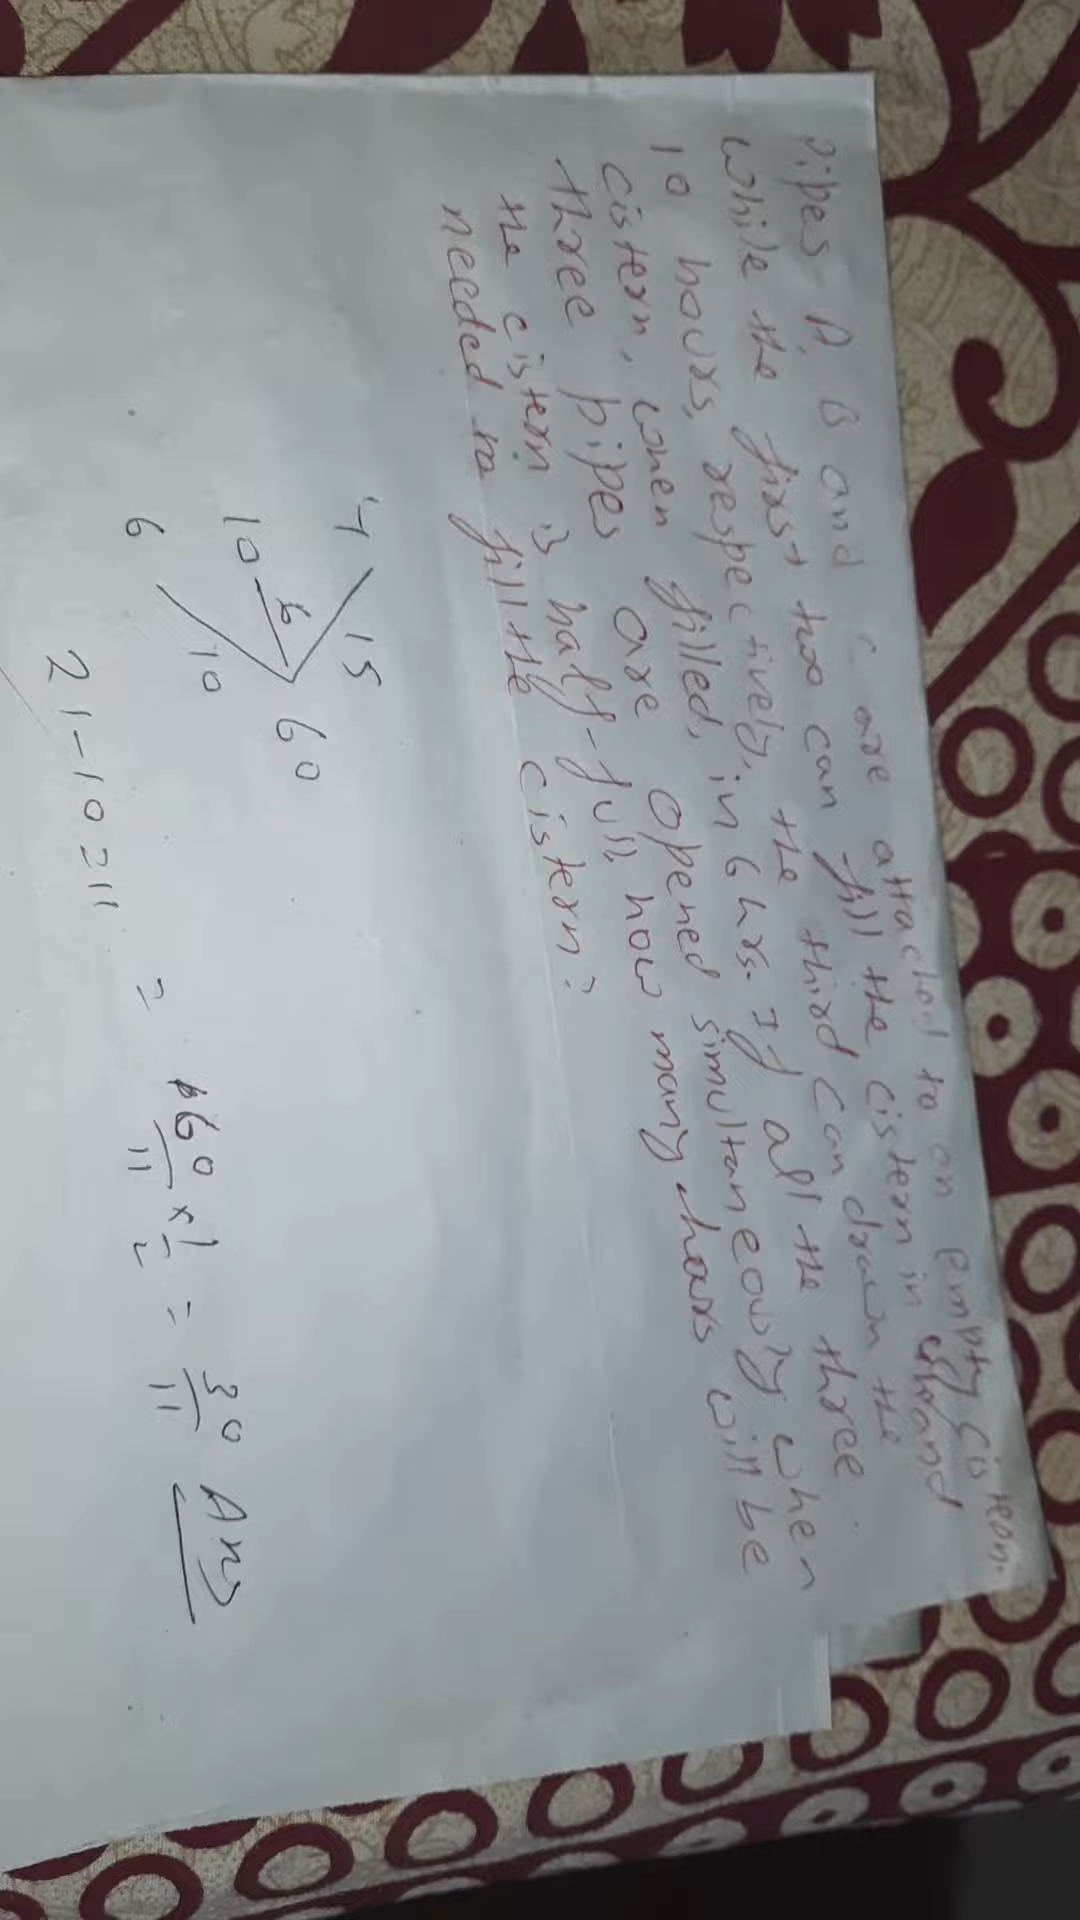 Pipes A, B and C are attached to an empty cistern.
While the first two can fill the cistern in 4hr and
10 hours, respectively, the third can drawn the
cistern, when filled, in 6 hrs. If all the three
three pipes are opened simultaneously when
the cistern is half-full, how many hours will be
needed to fill the cistern?
4 15
10 6 60
6 10
21-10 = 11 = 60/11 × 1/2 = 30/11 Ans